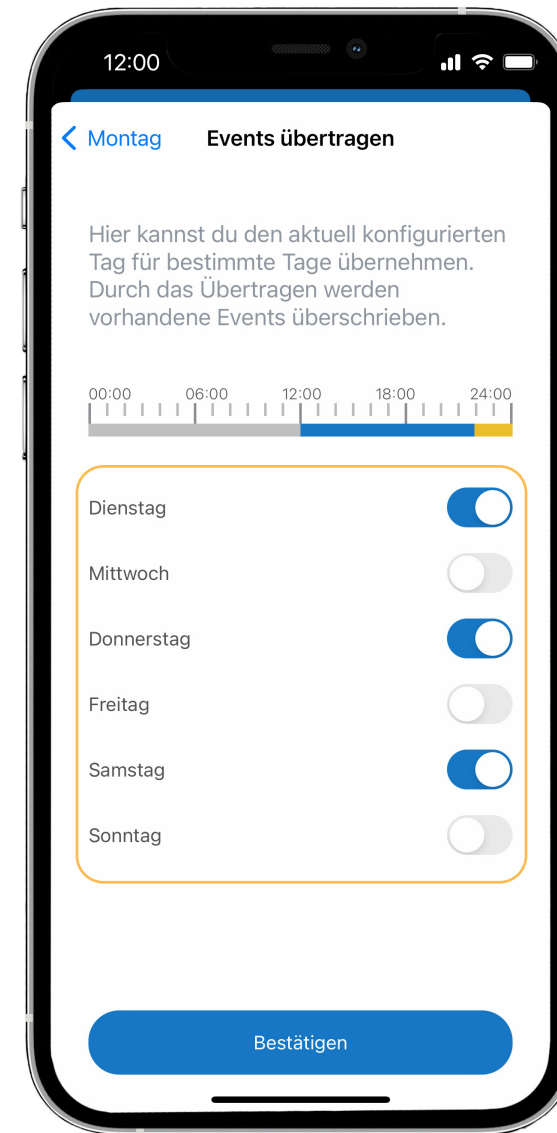 12:00
Montag Events übertragen
Hier kannst du den aktuell konfigurierten
Tag für bestimmte Tage übernehmen.
Durch das Übertragen werden
vorhandene Events überschrieben.
00:00 06:00 12:00 18:00 24:00
Dienstag
Mittwoch
Donnerstag
Freitag
Samstag
Sonntag
Bestätigen